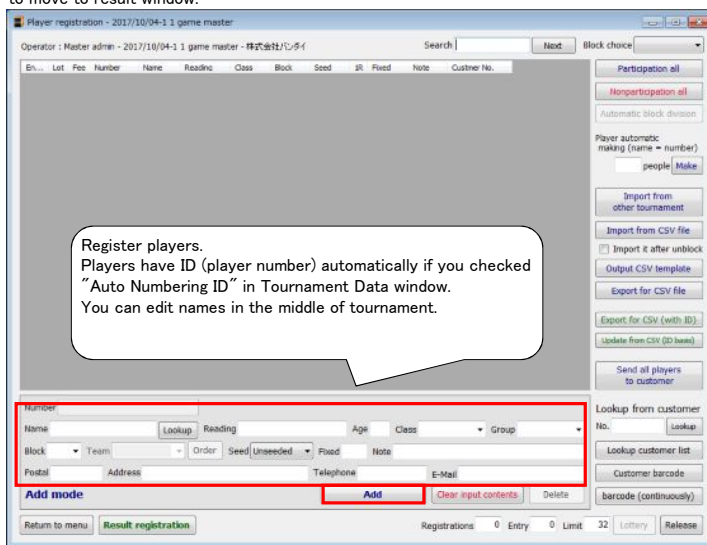 to move to result window.
Player registration - 2017/10/04-1 1 game master
Operator : Master admin - 2017/10/04-1 1 game master - 株式会社バンダイ
Search
Next
Block choice
En... Lot Fee Number Name Reading Class Block Seed IR Fixed Note Custmer No.
Participation all
Nonparticipation all
Automatic block division
Player automatic
making (name = number)
people Make
Import from
other tournament
Import from CSV file
Import it after unblock
Output CSV template
Export for CSV file
Export for CSV (with ID)
Update from CSV (ID basis)
Send all players
to customer
Register players.
Players have ID (player number) automatically if you checked
"Auto Numbering ID" in Tournament Data window.
You can edit names in the middle of tournament.
Number
Name Lookup Reading Age Class Group
Block Team Order Seed Unseeded Fixed Note
Postal Address Telephone E-Mail
Add mode Add Clear input contents Delete
Lookup from customer
No. Lookup
Lookup customer list
Customer barcode
barcode (continuously)
Return to menu Result registration Registrations 0 Entry 0 Limit 32 Lottery Release